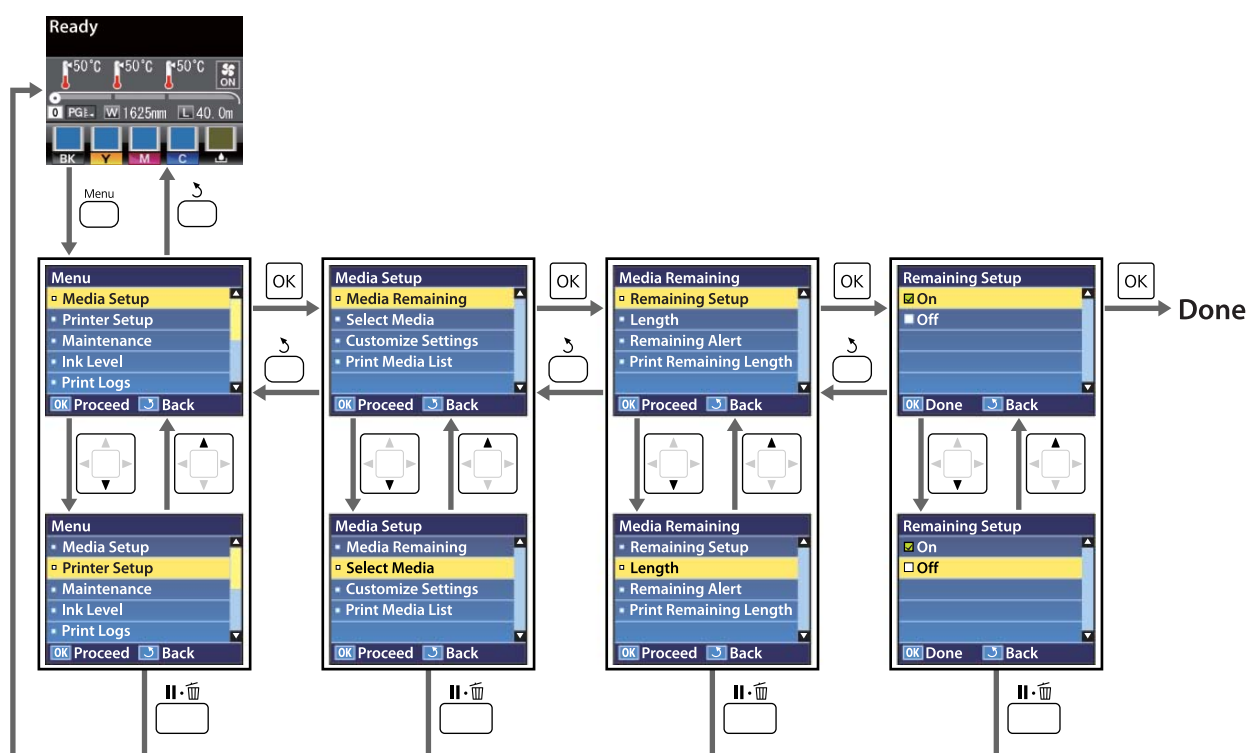 Ready
50°C 50°C 50°C
ON
0 PG W 1625mm L 40.0m
BK Y M C
Menu
Menu
Media Setup
Printer Setup
Maintenance
Ink Level
Print Logs
OK Proceed Back
OK
Media Setup
Media Remaining
Select Media
Customize Settings
Print Media List
OK Proceed Back
OK
Media Remaining
Remaining Setup
Length
Remaining Alert
Print Remaining Length
OK Proceed Back
OK
Remaining Setup
On
Off
OK Done Back
OK
Done
Menu
Media Setup
Printer Setup
Maintenance
Ink Level
Print Logs
OK Proceed Back
Media Setup
Media Remaining
Select Media
Customize Settings
Print Media List
OK Proceed Back
Media Remaining
Remaining Setup
Length
Remaining Alert
Print Remaining Length
OK Proceed Back
Remaining Setup
On
Off
OK Done Back